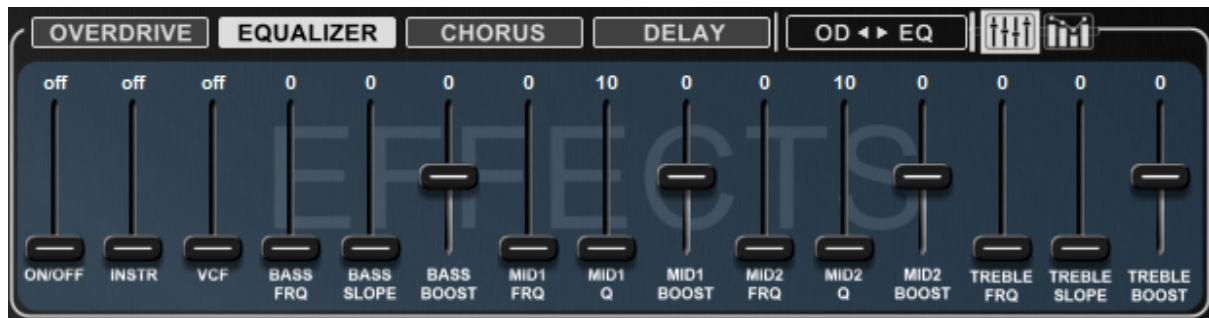 OVERDRIVE EQUALIZER CHORUS DELAY OD ◄► EQ
off off off 0 0 0 0 10 0 0 10 0 0 0 0
EFFECTS
ON/OFF INSTR VCF BASS BASS BASS MID1 MID1 MID1 MID2 MID2 MID2 TREBLE TREBLE TREBLE
FRQ SLOPE BOOST FRQ Q BOOST FRQ Q BOOST FRQ SLOPE BOOST